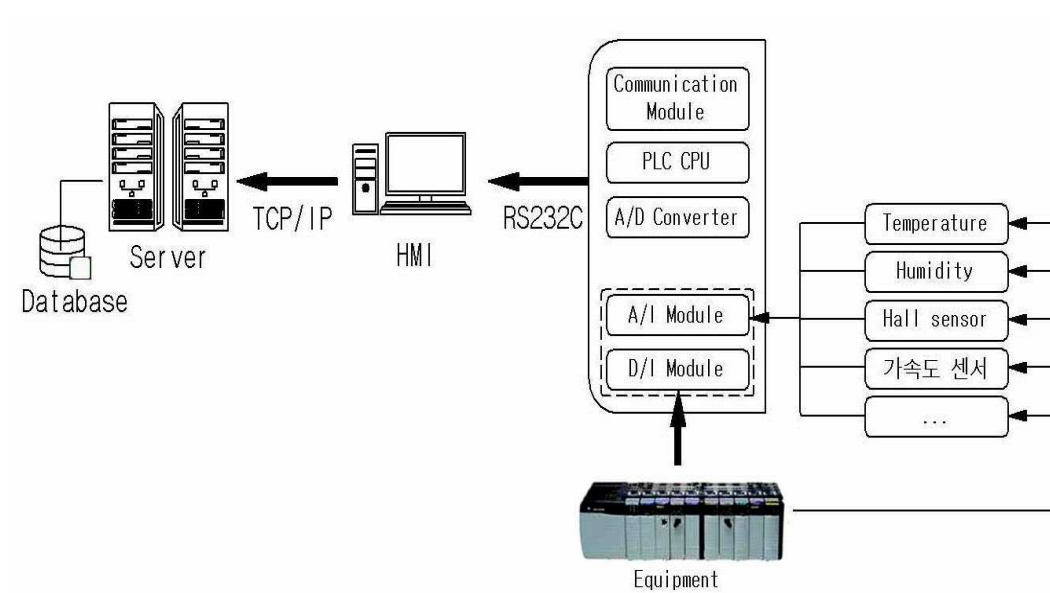 Communication
Module
PLC CPU
A/D Converter
A/I Module
D/I Module
Temperature
Humidity
Hall sensor
가속도 센서
...
Server
Database
TCP/IP
HMI
RS232C
Equipment